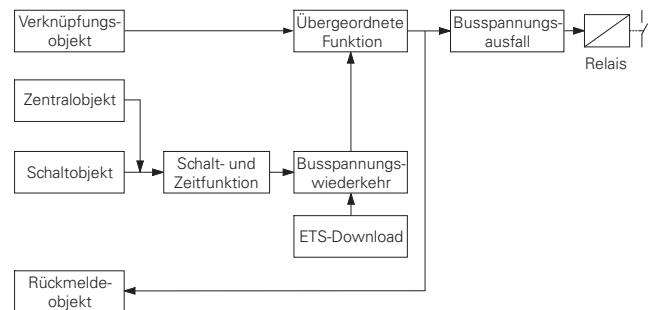 Verknüpfungs-
objekt
Übergeordnete
Funktion
Busspannungs-
ausfall
Relais
Zentralobjekt
Schaltobjekt
Schalt- und
Zeitfunktion
Busspannungs-
wiederkehr
ETS-Download
Rückmelde-
objekt